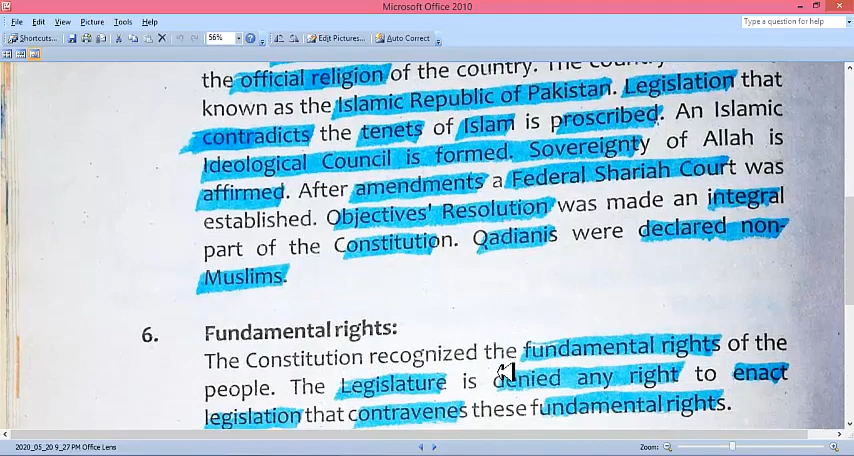 Microsoft Office 2010
File Edit View Picture Tools Help
Type a question for help
Shortcuts... 56% Edit Pictures... Auto Correct
the official religion of the country. The
known as the Islamic Republic of Pakistan. Legislation that
contradicts the tenets of Islam is proscribed. An Islamic
Ideological Council is formed. Sovereignty of Allah is
affirmed. After amendments a Federal Shariah Court was
established. Objectives' Resolution was made an integral
part of the Constitution. Qadianis were declared non-
Muslims.
6. Fundamental rights:
The Constitution recognized the fundamental rights of the
people. The Legislature is denied any right to enact
legislation that contravenes these fundamental rights.
2020_05_20 9_27 PM Office Lens Zoom: